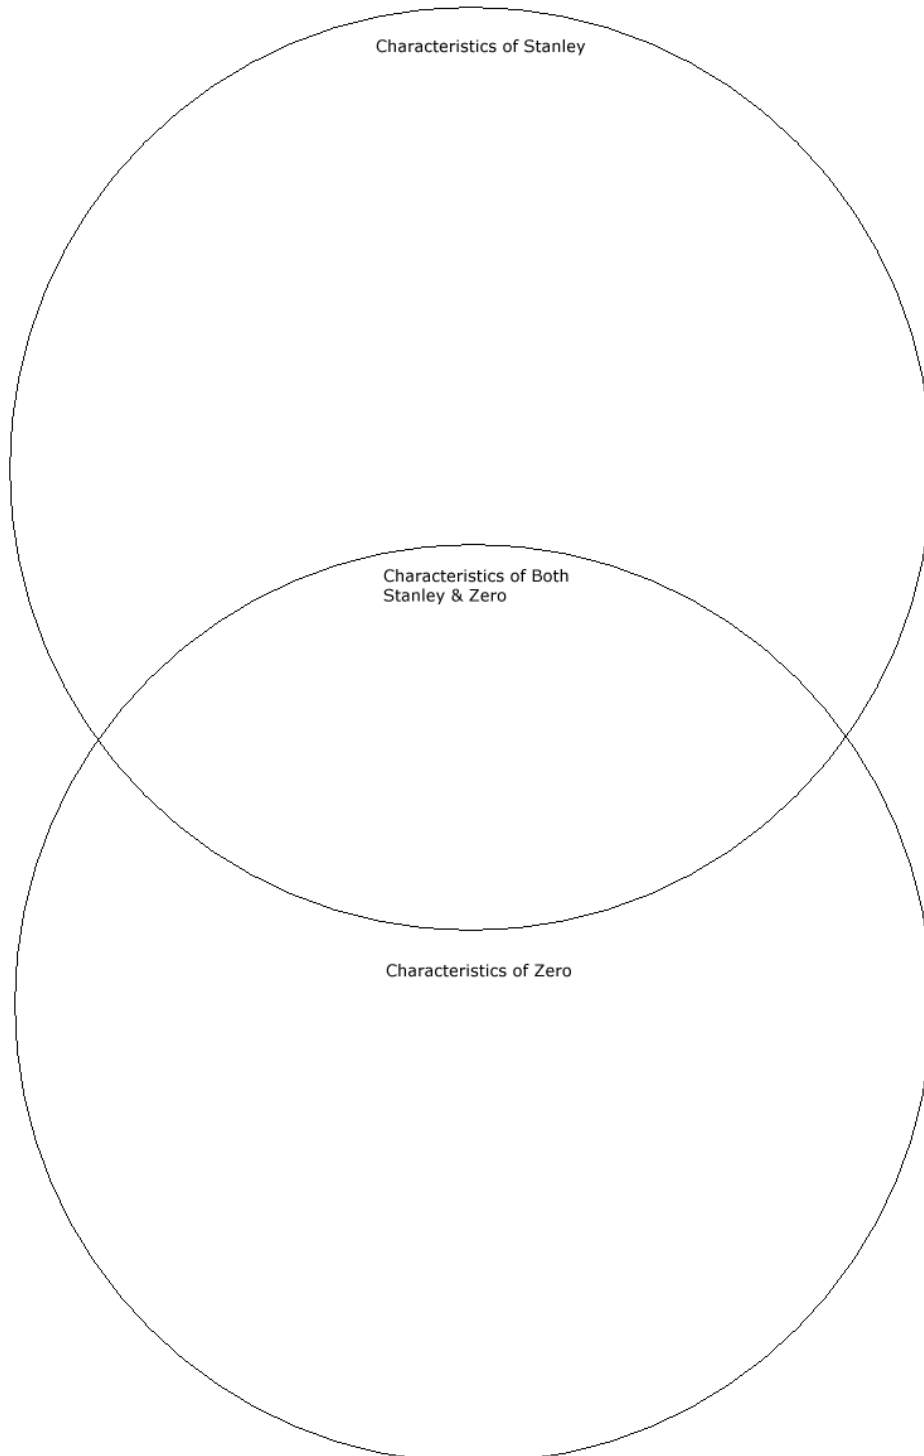 Characteristics of Stanley
Characteristics of Both
Stanley & Zero
Characteristics of Zero